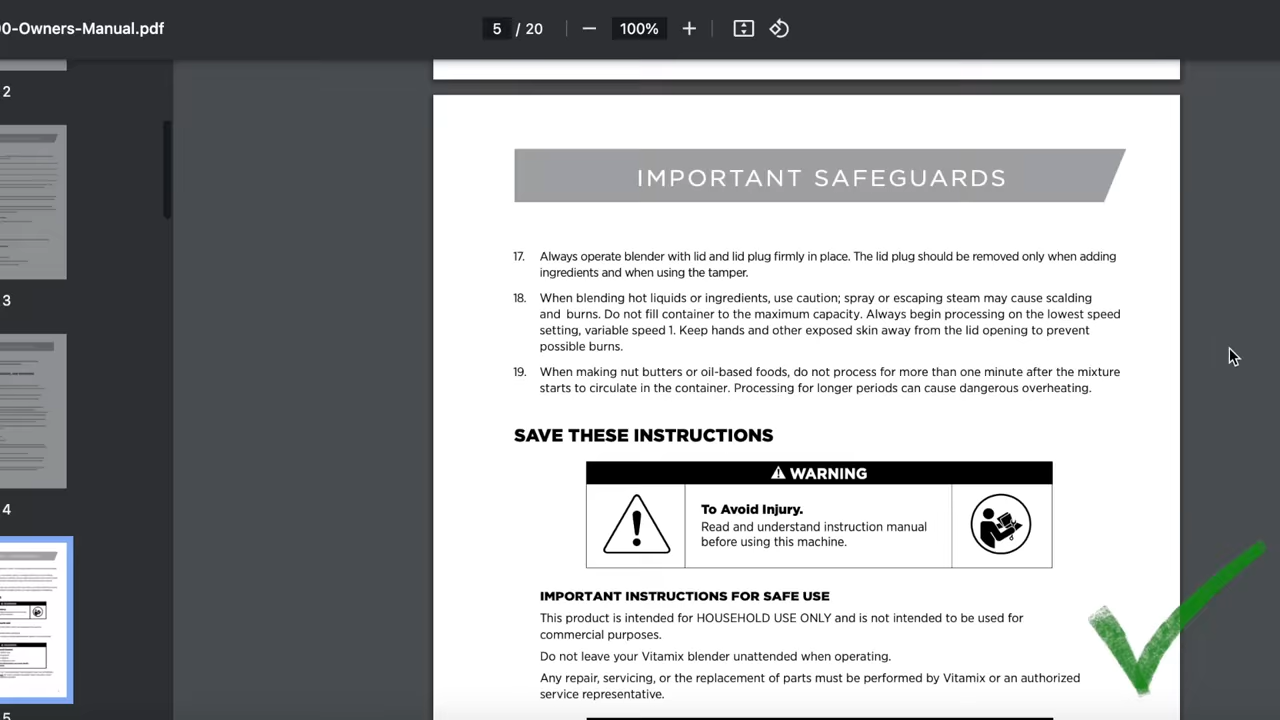 0-Owners-Manual.pdf
5 / 20
100%
2
3
4
5
IMPORTANT SAFEGUARDS
17. Always operate blender with lid and lid plug firmly in place. The lid plug should be removed only when adding
ingredients and when using the tamper.
18. When blending hot liquids or ingredients, use caution; spray or escaping steam may cause scalding
and burns. Do not fill container to the maximum capacity. Always begin processing on the lowest speed
setting, variable speed 1. Keep hands and other exposed skin away from the lid opening to prevent
possible burns.
19. When making nut butters or oil-based foods, do not process for more than one minute after the mixture
starts to circulate in the container. Processing for longer periods can cause dangerous overheating.
SAVE THESE INSTRUCTIONS
WARNING
To Avoid Injury.
Read and understand instruction manual
before using this machine.
IMPORTANT INSTRUCTIONS FOR SAFE USE
This product is intended for HOUSEHOLD USE ONLY and is not intended to be used for
commercial purposes.
Do not leave your Vitamix blender unattended when operating.
Any repair, servicing, or the replacement of parts must be performed by Vitamix or an authorized
service representative.